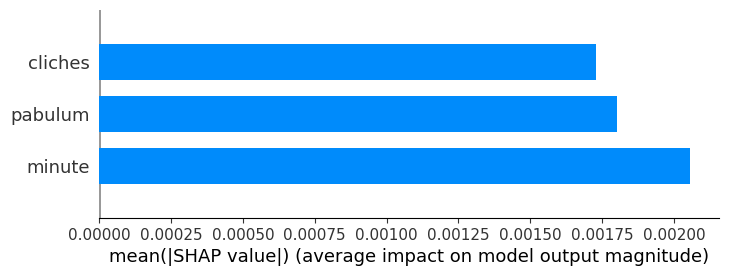 cliches
pabulum
minute
0.00000 0.00025 0.00050 0.00075 0.00100 0.00125 0.00150 0.00175 0.00200
mean(|SHAP value|) (average impact on model output magnitude)